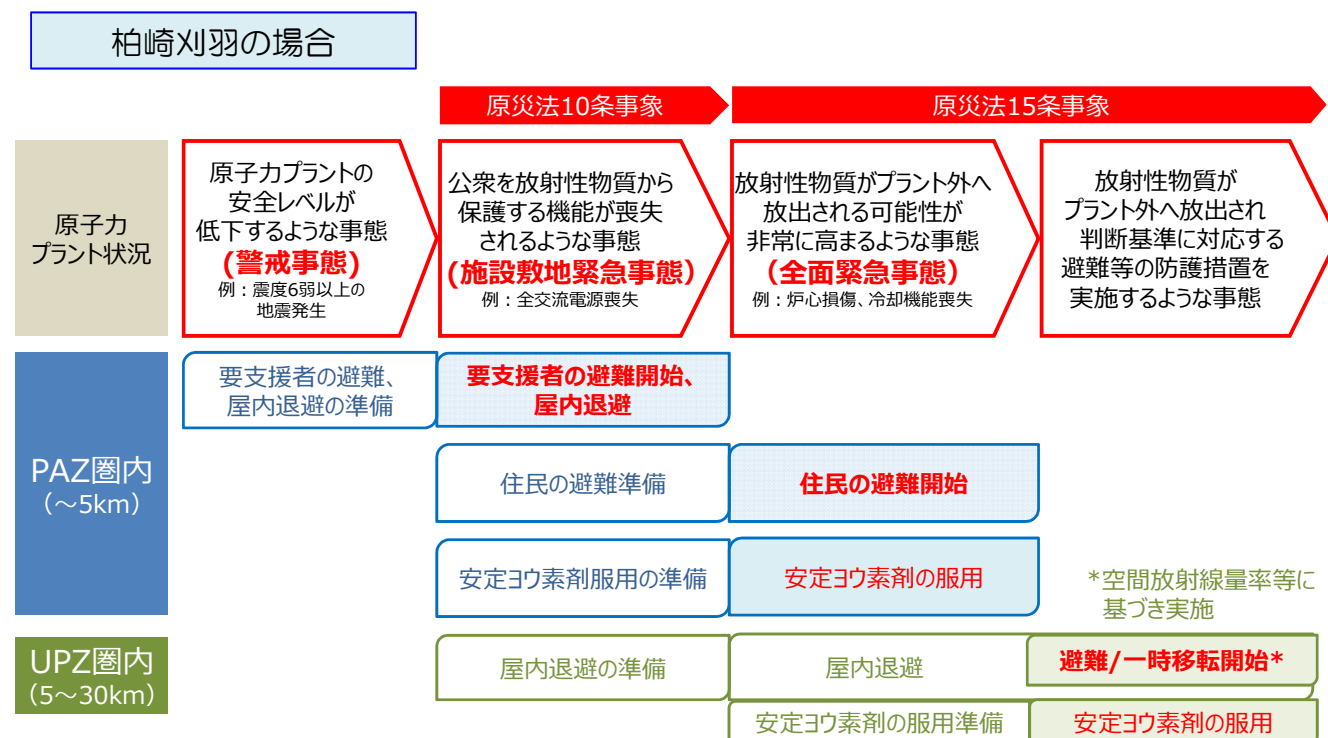 柏崎刈羽の場合
原災法10条事象
原災法15条事象
原子力
プラント状況
原子力プラントの
安全レベルが
低下するような事態
(警戒事態)
例：震度6弱以上の
地震発生
公衆を放射性物質から
保護する機能が喪失
されるような事態
(施設敷地緊急事態)
例：全交流電源喪失
放射性物質がプラント外へ
放出される可能性が
非常に高まるような事態
（全面緊急事態）
例：炉心損傷、冷却機能喪失
放射性物質が
プラント外へ放出され
判断基準に対応する
避難等の防護措置を
実施するような事態
PAZ圏内
（～5km）
要支援者の避難、
屋内退避の準備
要支援者の避難開始、
屋内退避
住民の避難準備
住民の避難開始
安定ヨウ素剤服用の準備
安定ヨウ素剤の服用
*空間放射線量率等に
基づき実施
UPZ圏内
（5～30km）
屋内退避の準備
屋内退避
避難/一時移転開始*
安定ヨウ素剤の服用準備
安定ヨウ素剤の服用